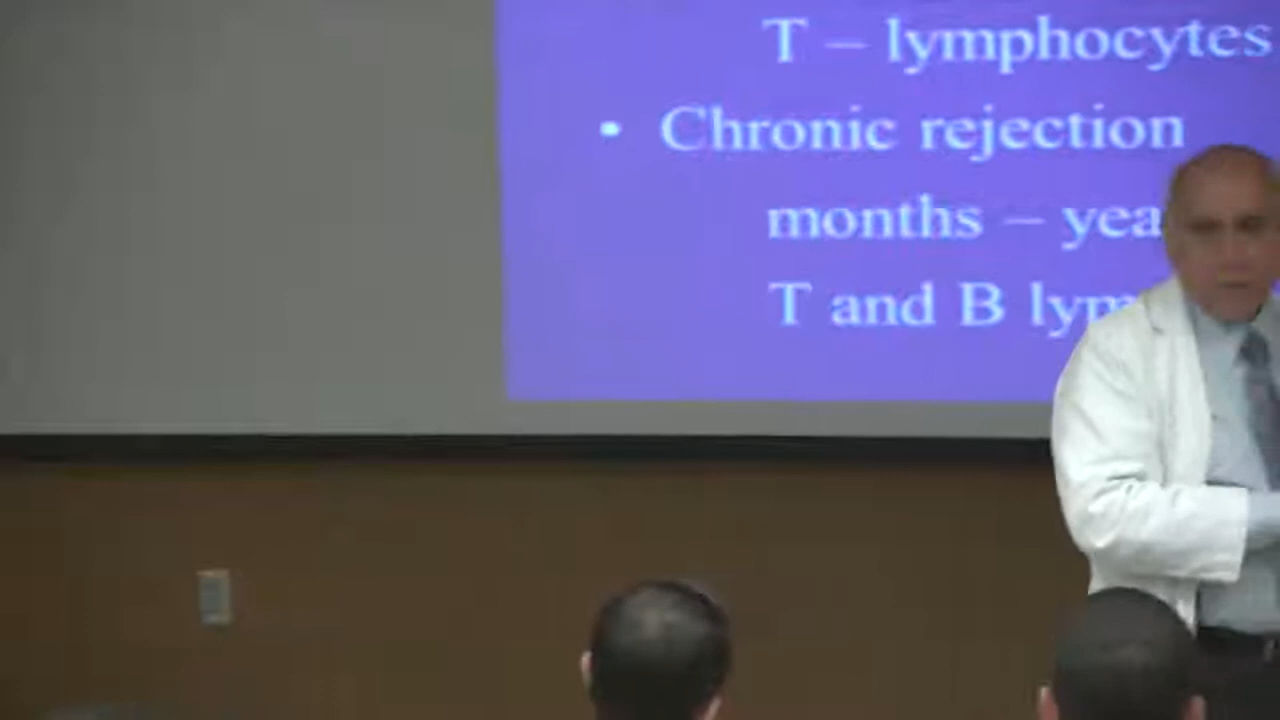 T – lymphocytes
• Chronic rejection
months – yea
T and B lym